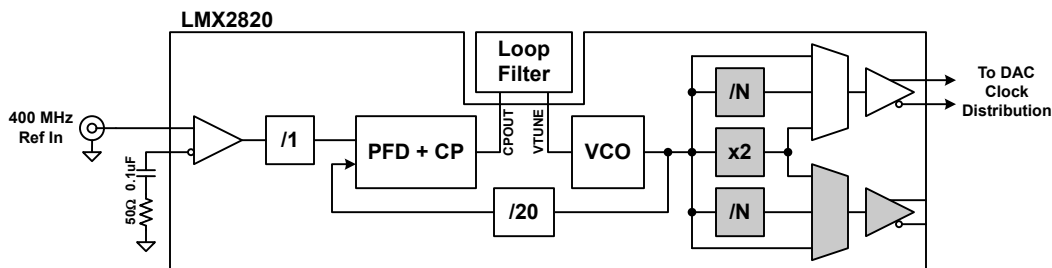 LMX2820
Loop
Filter
400 MHz
Ref In
/1
PFD + CP
CPOUT
VTUNE
VCO
/N
x2
/N
/20
50Ω 0.1uF
To DAC
Clock
Distribution